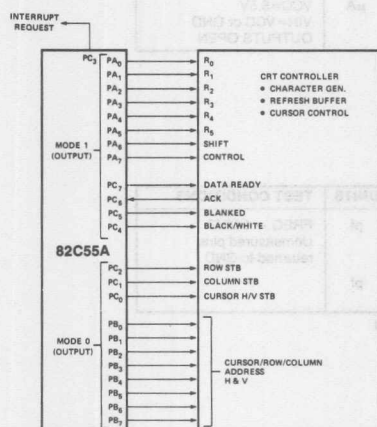 INTERRUPT
REQUEST
PC3
PA0 R0
PA1 R1
PA2 R2
PA3 R3
PA4 R4
PA5 R5
PA6 SHIFT
PA7 CONTROL
CRT CONTROLLER
• CHARACTER GEN.
• REFRESH BUFFER
• CURSOR CONTROL
MODE 1
(OUTPUT)
PC7 DATA READY
PC6 ACK
PC5 BLANKED
PC4 BLACK/WHITE
82C55A
PC2 ROW STB
PC1 COLUMN STB
PC0 CURSOR H/V STB
MODE 0
(OUTPUT)
PB0
PB1
PB2
PB3
PB4
PB5
PB6
PB7
CURSOR/ROW/COLUMN
ADDRESS
H & V